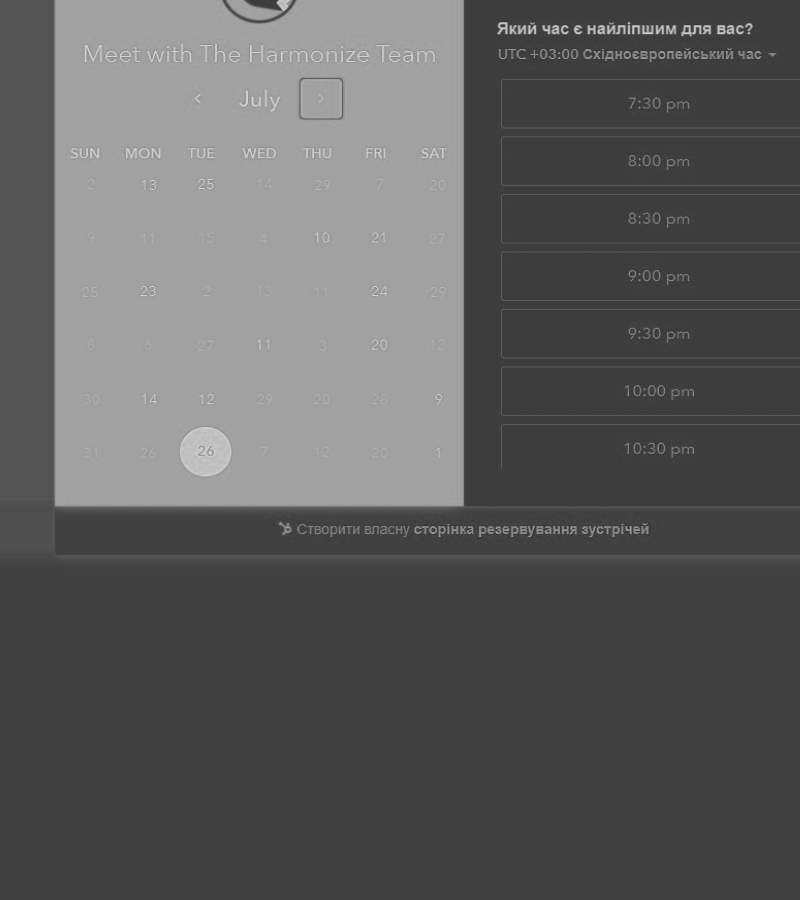 Meet with The Harmonize Team
July
SUN MON TUE WED THU FRI SAT
2 13 25 14 29 7 20
9 11 15 4 10 21 27
25 23 2 13 11 24 29
8 6 27 11 3 20 12
30 14 12 29 20 28 9
31 26 26 7 12 20 1
Який час є найліпшим для вас?
UTC +03:00 Східноєвропейський час
7:30 pm
8:00 pm
8:30 pm
9:00 pm
9:30 pm
10:00 pm
10:30 pm
Створити власну сторінка резервування зустрічей